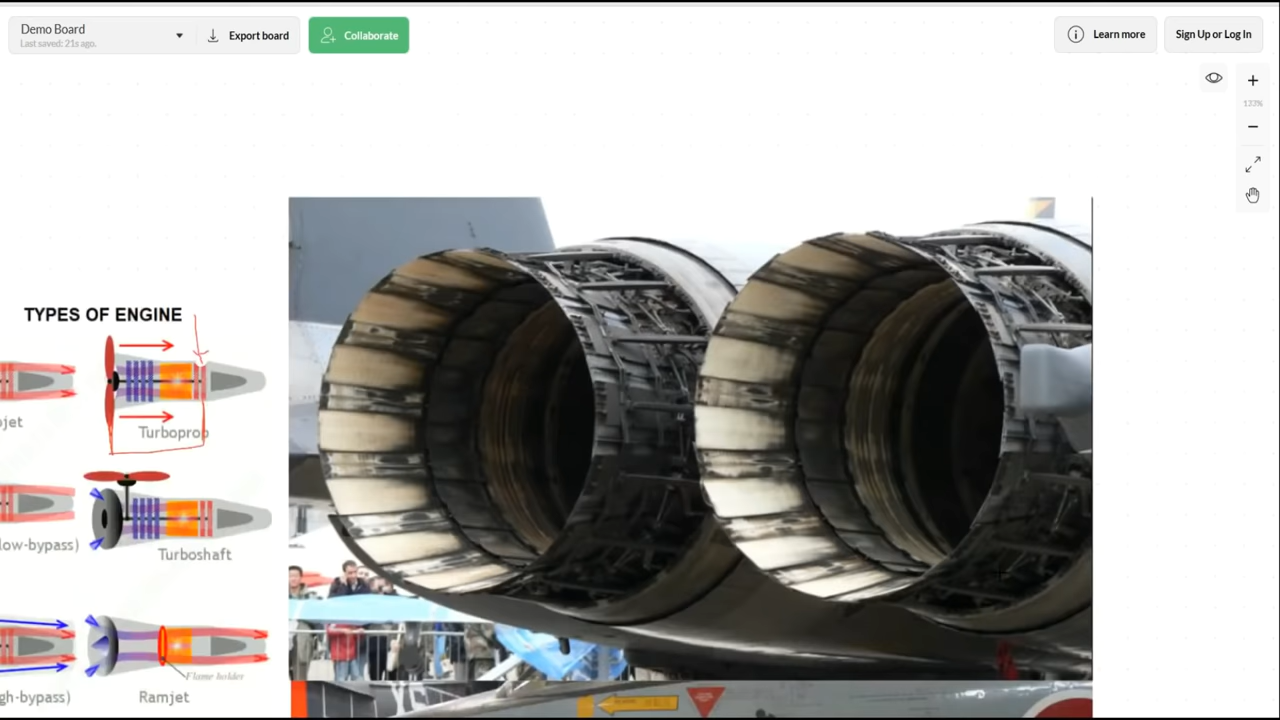 Demo Board
Last saved: 21s ago.
Export board
Collaborate
Learn more
Sign Up or Log In
133%
TYPES OF ENGINE
ojet
Turboprop
low-bypass)
Turboshaft
Flame holder
gh-bypass)
Ramjet